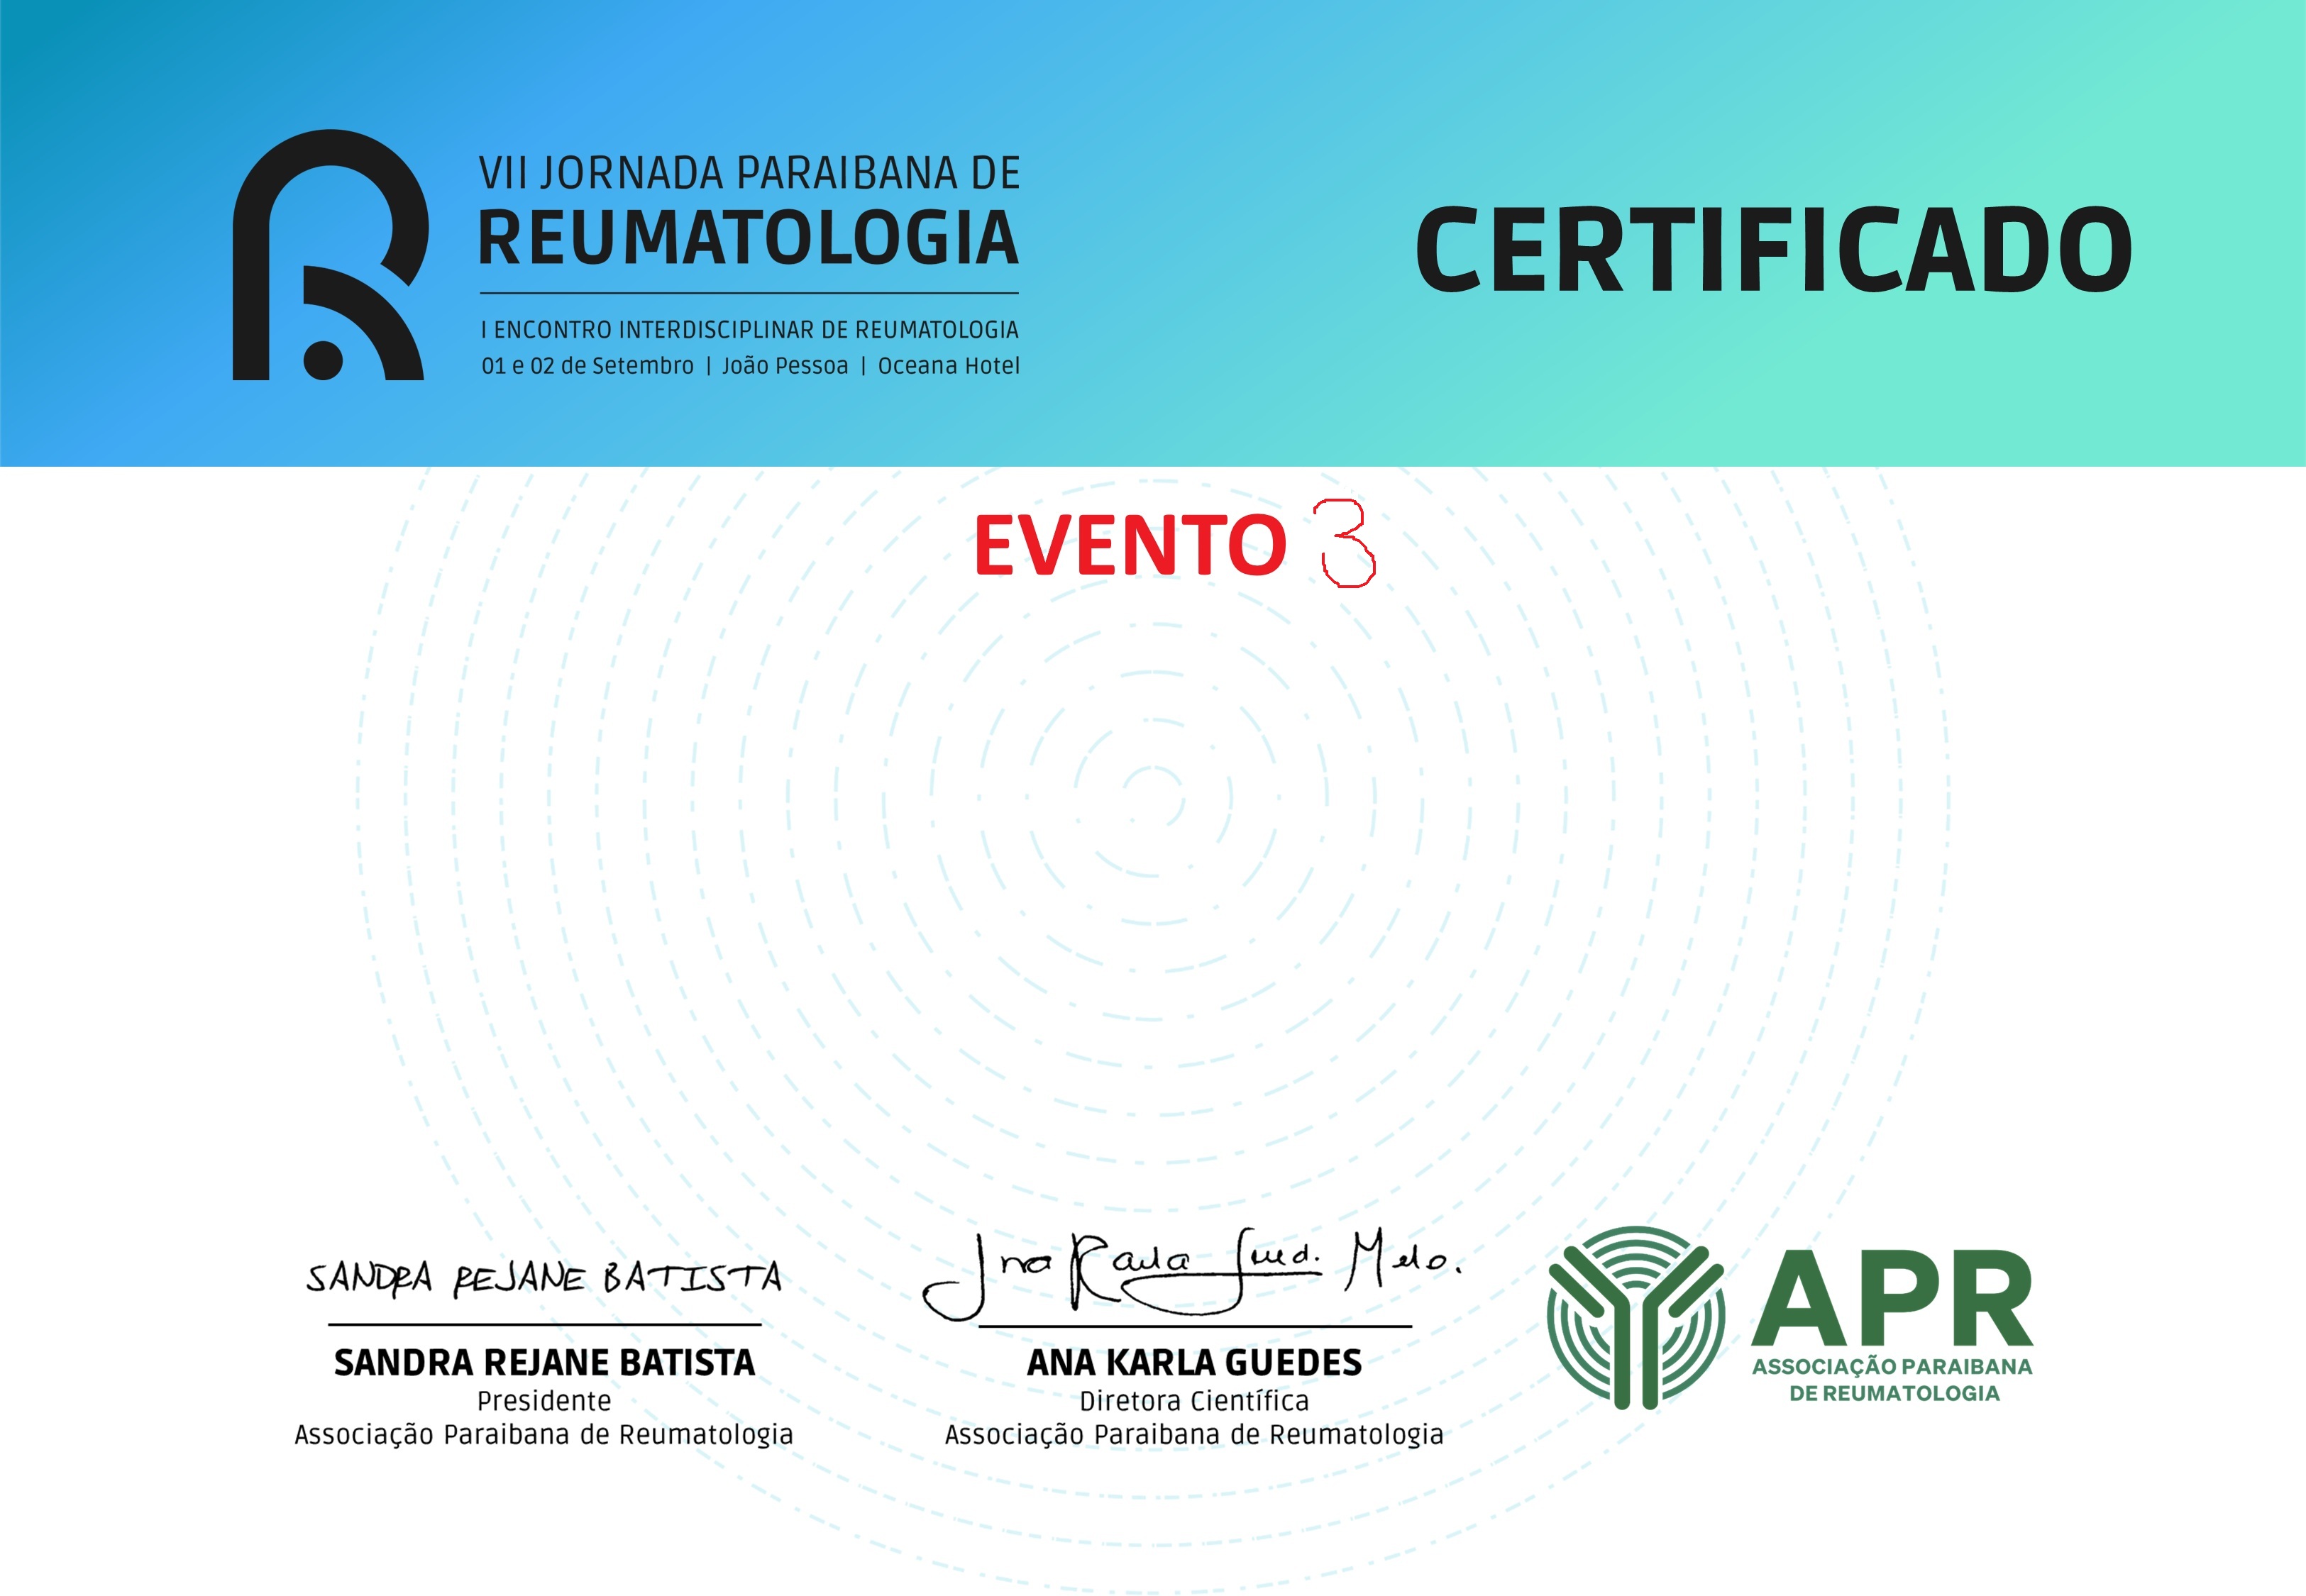 VII JORNADA PARAIBANA DE
REUMATOLOGIA
I ENCONTRO INTERDISCIPLINAR DE REUMATOLOGIA
01 e 02 de Setembro | João Pessoa | Oceana Hotel
CERTIFICADO
EVENTO 3
SANDRA REJANE BATISTA
SANDRA REJANE BATISTA
Presidente
Associação Paraibana de Reumatologia
Ana Karla Gued. Melo.
ANA KARLA GUEDES
Diretora Científica
Associação Paraibana de Reumatologia
APR
ASSOCIAÇÃO PARAIBANA
DE REUMATOLOGIA